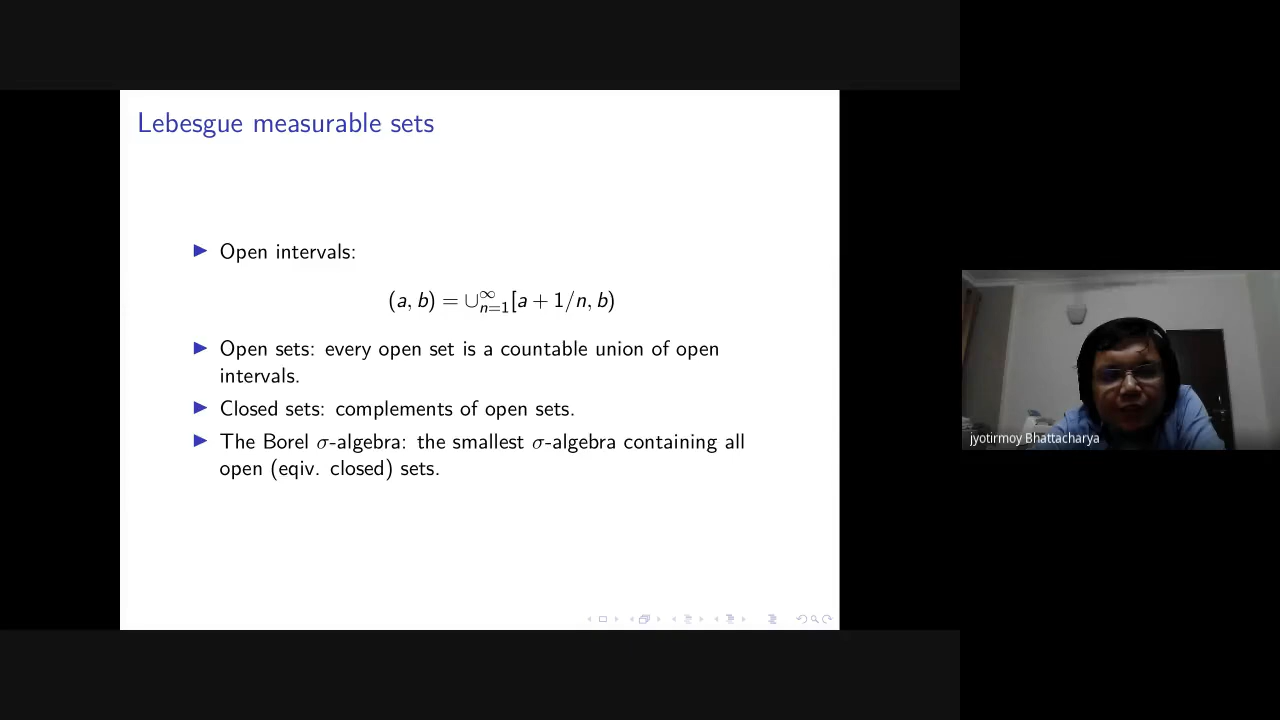 Lebesgue measurable sets
▶ Open intervals:
(a, b) = ∪∞n=1[a + 1/n, b)
▶ Open sets: every open set is a countable union of open
intervals.
▶ Closed sets: complements of open sets.
▶ The Borel σ-algebra: the smallest σ-algebra containing all
open (eqiv. closed) sets.
jyotirmoy Bhattacharya